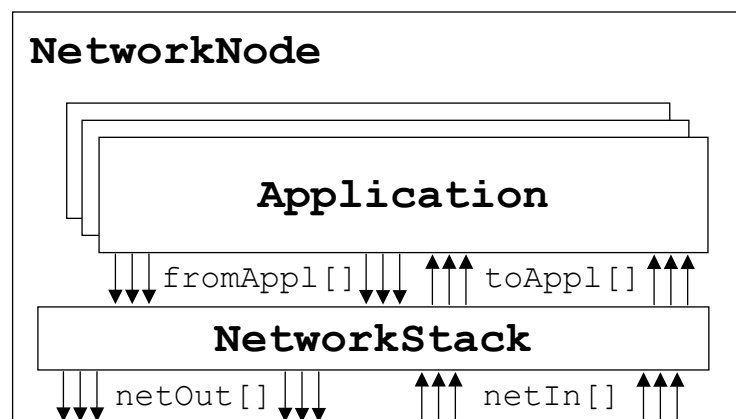 NetworkNode
Application
fromAppl[] toAppl[]
NetworkStack
netOut[] netIn[]